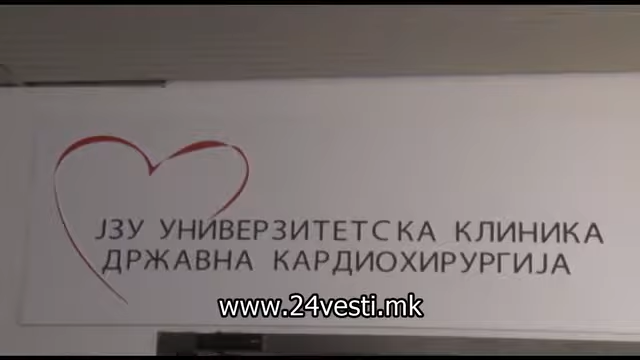 ЈЗУ УНИВЕРЗИТЕТСКА КЛИНИКА
ДРЖАВНА КАРДИОХИРУРГИЈА
www.24vesti.mk